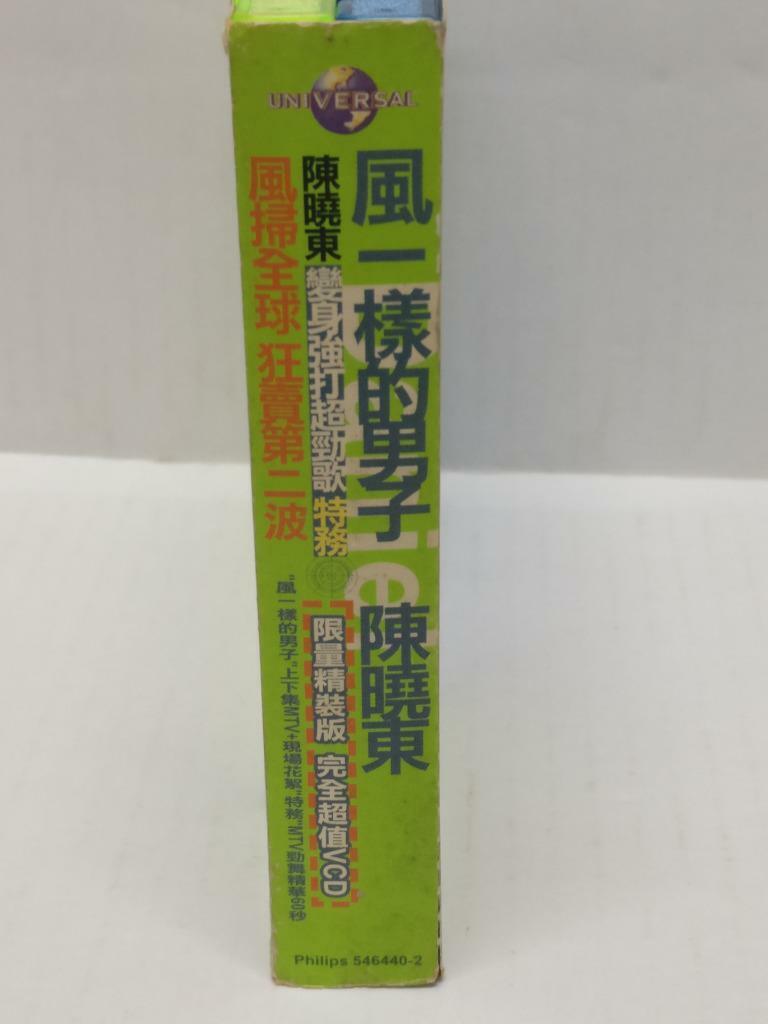 UNIVERSAL
風一樣的男子 陳曉東
陳曉東 變身強打超勁歌 特務
限量精裝版 完全超值VCD
風掃全球 狂賣第二波
"風一樣的男子"上下集MTV+現場花絮"特務"MTV勁舞精華60秒
Philips 546440-2